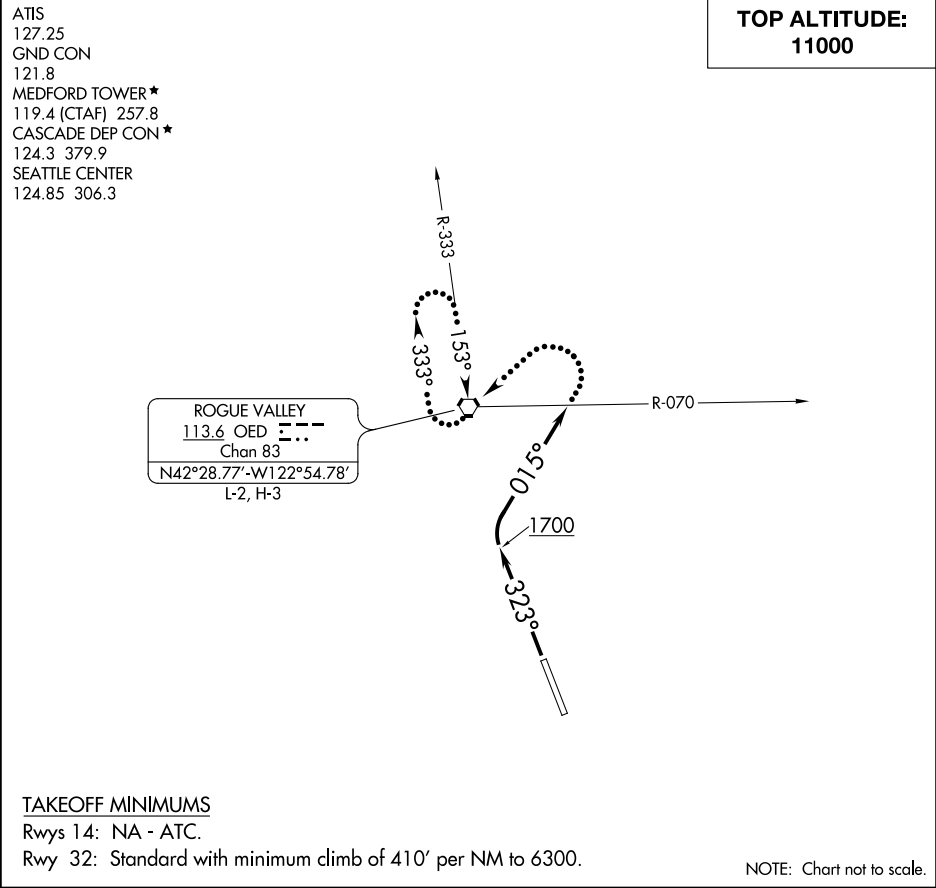 ATIS
127.25
GND CON
121.8
MEDFORD TOWER★
119.4 (CTAF) 257.8
CASCADE DEP CON★
124.3 379.9
SEATTLE CENTER
124.85 306.3
TOP ALTITUDE:
11000
R-333
333°
153°
R-070
ROGUE VALLEY
113.6 OED
Chan 83
N42°28.77'-W122°54.78'
L-2, H-3
015°
1700
323°
TAKEOFF MINIMUMS
Rwys 14: NA - ATC.
Rwy 32: Standard with minimum climb of 410' per NM to 6300.
NOTE: Chart not to scale.